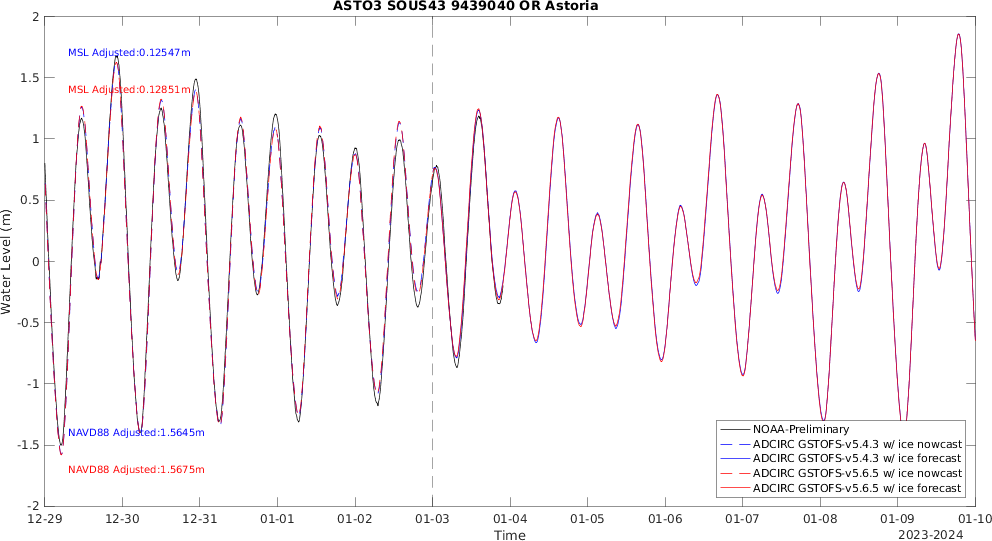 ASTO3 SOUS43 9439040 OR Astoria
2
1.5
1
0.5
0
-0.5
-1
-1.5
-2
Water Level (m)
MSL Adjusted:0.12547m
MSL Adjusted:0.12851m
NAVD88 Adjusted:1.5645m
NAVD88 Adjusted:1.5675m
NOAA-Preliminary
ADCIRC GSTOFS-v5.4.3 w/ ice nowcast
ADCIRC GSTOFS-v5.4.3 w/ ice forecast
ADCIRC GSTOFS-v5.6.5 w/ ice nowcast
ADCIRC GSTOFS-v5.6.5 w/ ice forecast
12-29 12-30 12-31 01-01 01-02 01-03 01-04 01-05 01-06 01-07 01-08 01-09 01-10
Time
2023-2024